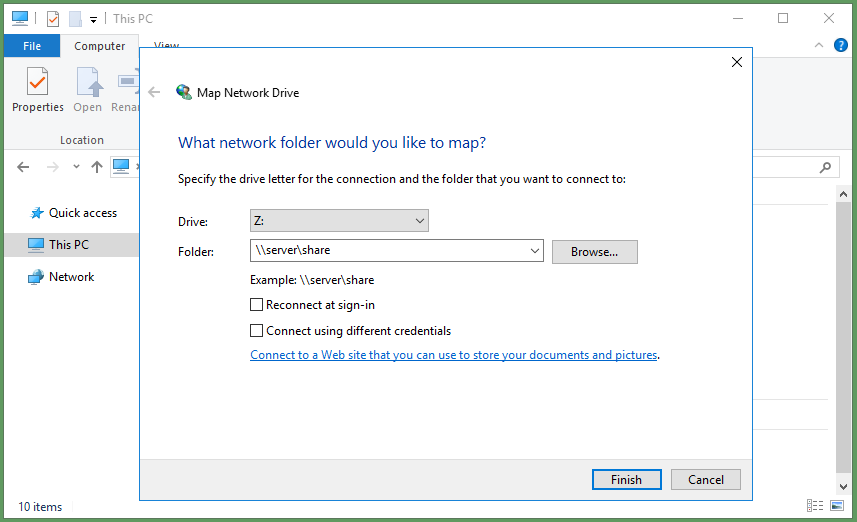 This PC
File Computer View
Properties Open Rena
Location
Map Network Drive
What network folder would you like to map?
Specify the drive letter for the connection and the folder that you want to connect to:
Drive: Z:
Folder: \\server\share Browse...
Example: \\server\share
Reconnect at sign-in
Connect using different credentials
Connect to a Web site that you can use to store your documents and pictures.
Finish Cancel
Quick access
This PC
Network
10 items